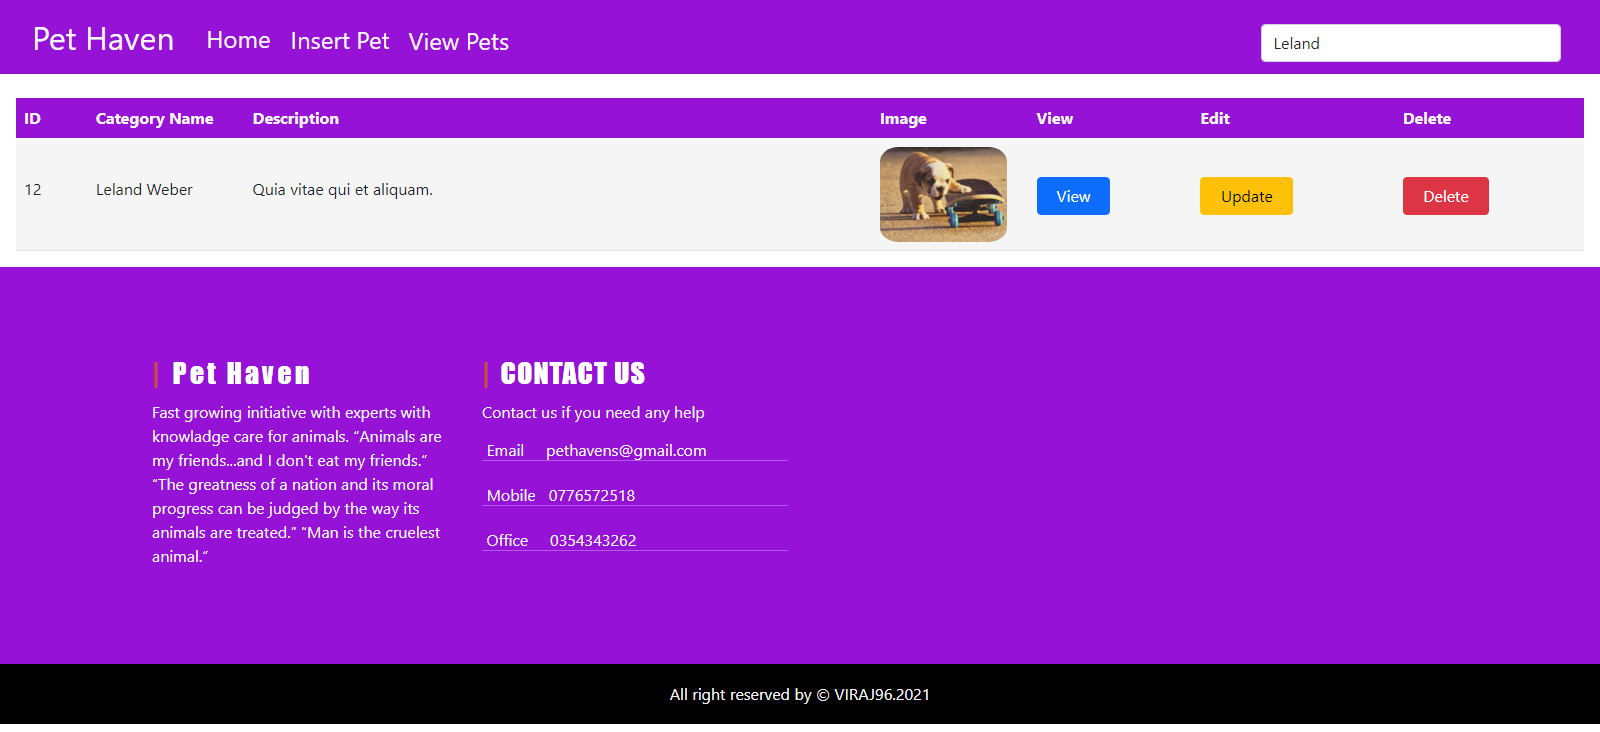 Pet Haven Home Insert Pet View Pets Leland
ID Category Name Description Image View Edit Delete
12 Leland Weber Quia vitae qui et aliquam. View Update Delete
| Pet Haven
Fast growing initiative with experts with
knowladge care for animals. “Animals are
my friends...and I don't eat my friends.”
“The greatness of a nation and its moral
progress can be judged by the way its
animals are treated.” “Man is the cruelest
animal.”
| CONTACT US
Contact us if you need any help
Email pethavens@gmail.com
Mobile 0776572518
Office 0354343262
All right reserved by © VIRAJ96.2021